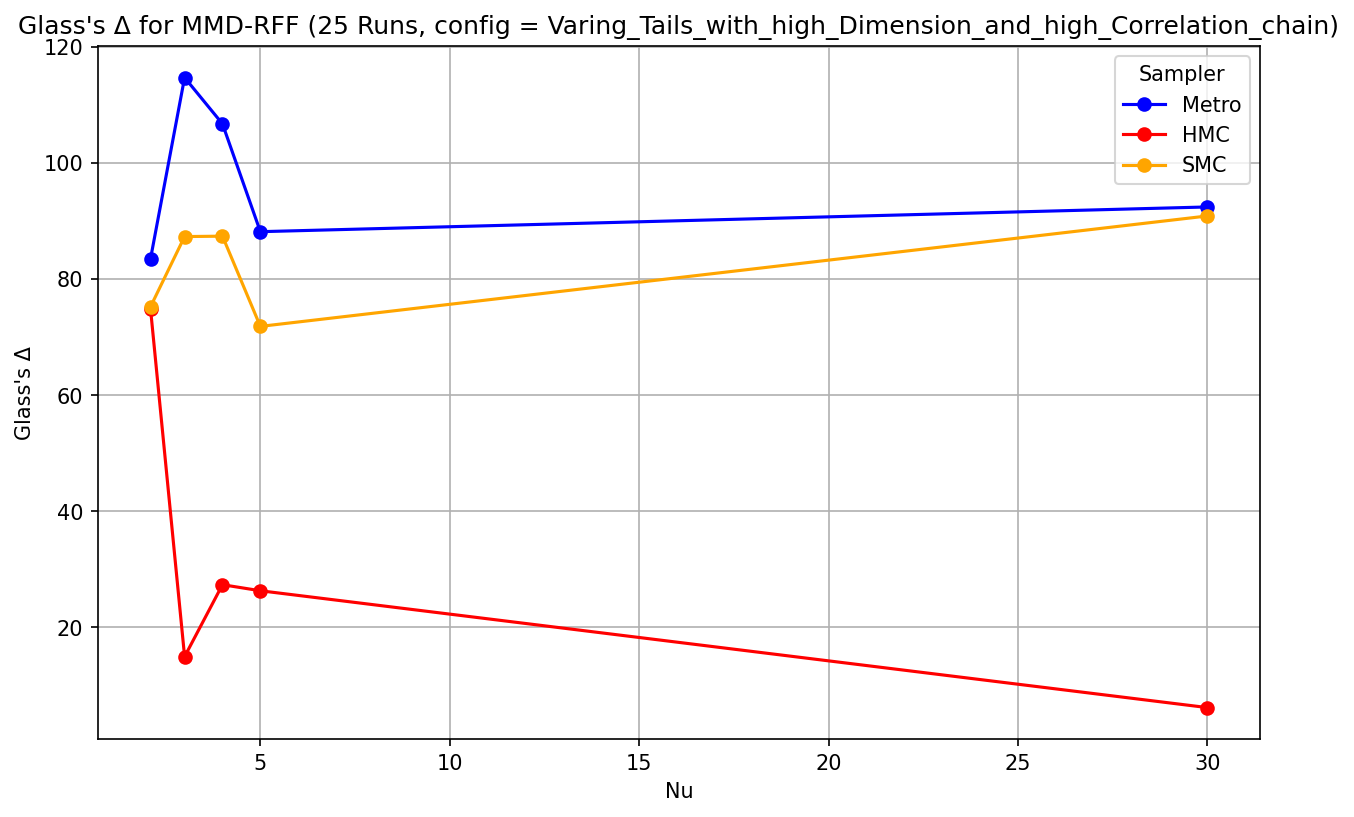 Glass's Δ for MMD-RFF (25 Runs, config = Varing_Tails_with_high_Dimension_and_high_Correlation_chain)
120
100
80
60
40
20
Glass's Δ
Sampler
Metro
HMC
SMC
5
10
15
20
25
30
Nu